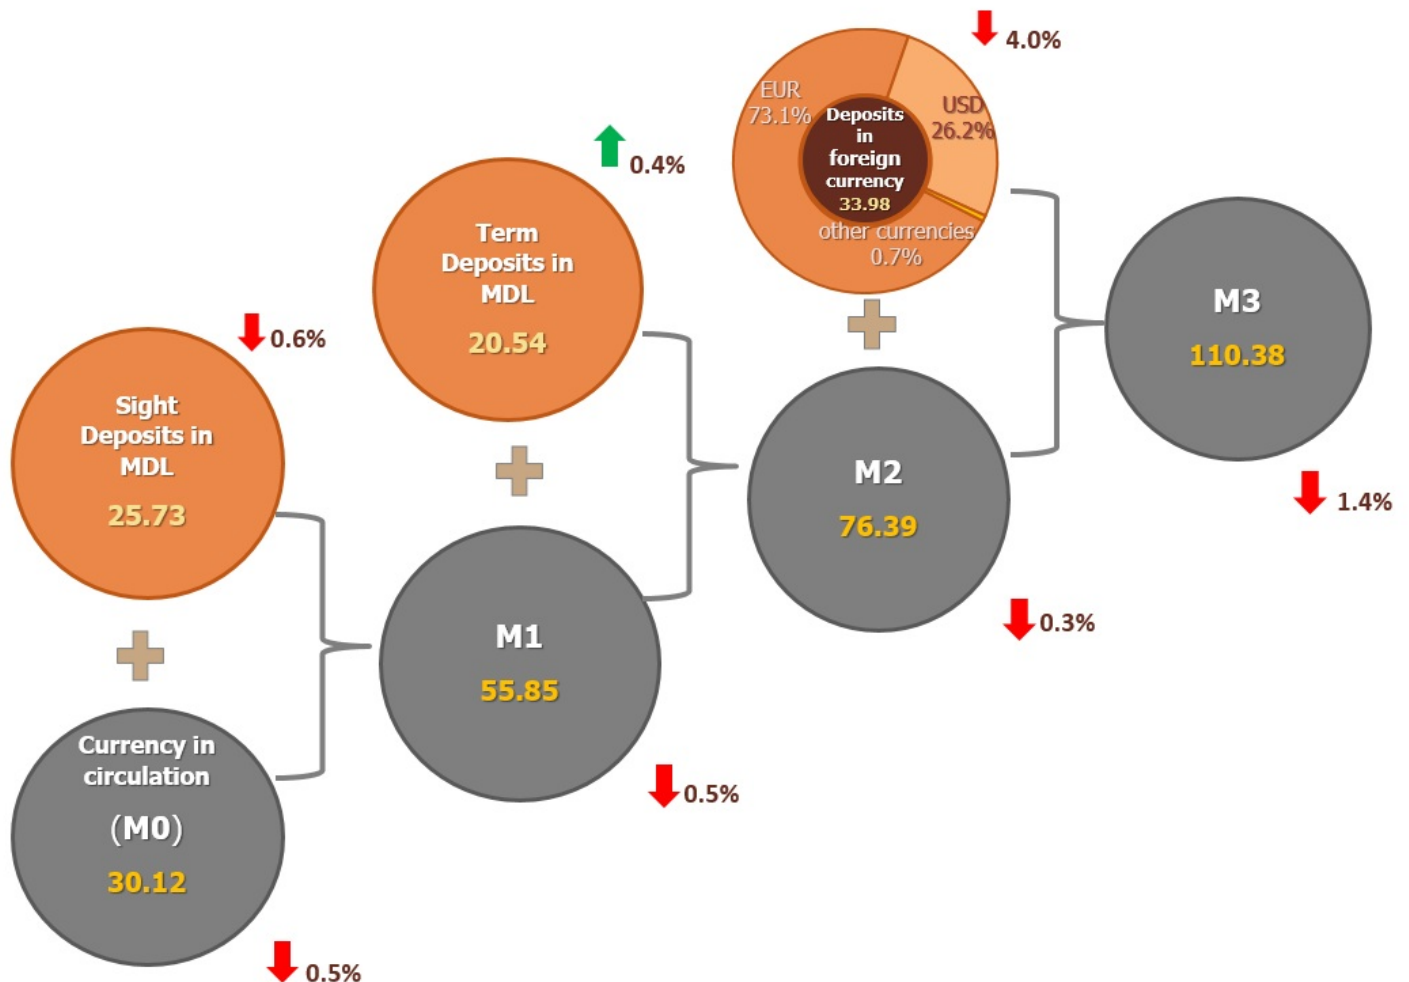 4.0%
EUR
73.1%
USD
26.2%
Deposits
in
foreign
currency
33.98
other currencies
0.7%
0.4%
Term
Deposits in
MDL
20.54
M3
110.38
1.4%
0.6%
Sight
Deposits in
MDL
25.73
M2
76.39
0.3%
M1
55.85
0.5%
Currency in
circulation
(M0)
30.12
0.5%